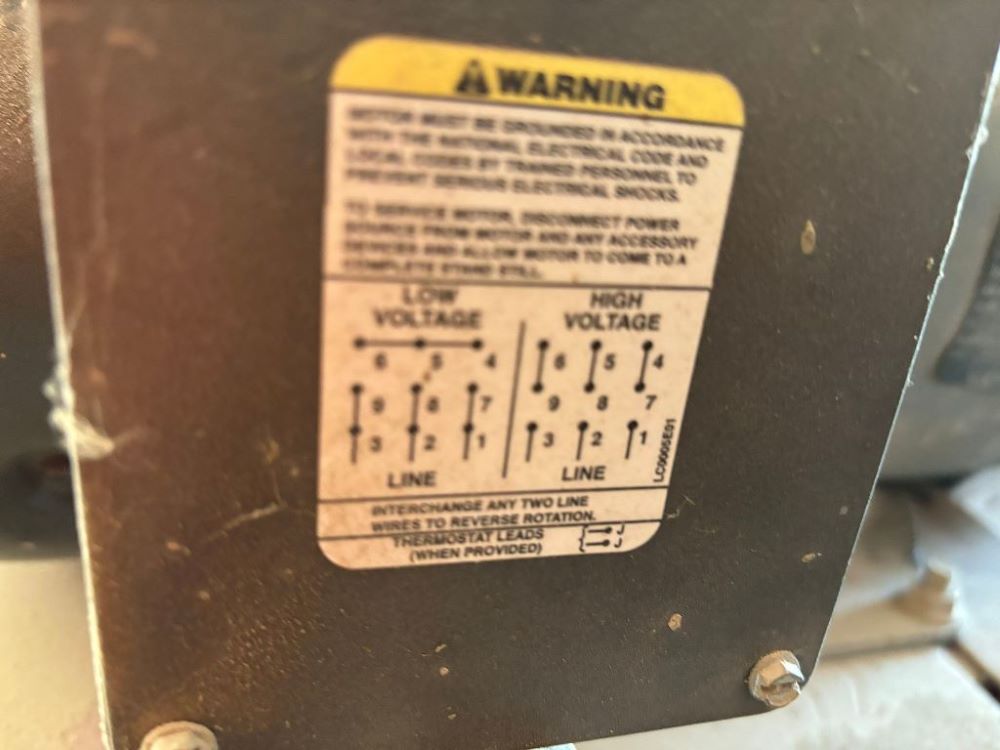 WARNING
MOTOR MUST BE GROUNDED IN ACCORDANCE
WITH THE NATIONAL ELECTRICAL CODE AND
LOCAL CODES BY TRAINED PERSONNEL TO
PREVENT SERIOUS ELECTRICAL SHOCKS.
TO SERVICE MOTOR, DISCONNECT POWER
SOURCE FROM MOTOR AND ANY ACCESSORY
DEVICES AND ALLOW MOTOR TO COME TO A
COMPLETE STAND STILL.
LOW
VOLTAGE
6 5 4
9 8 7
3 2 1
LINE
HIGH
VOLTAGE
6 5 4
9 8 7
3 2 1
LINE
LC0005E01
INTERCHANGE ANY TWO LINE
WIRES TO REVERSE ROTATION.
THERMOSTAT LEADS
(WHEN PROVIDED)
J
J